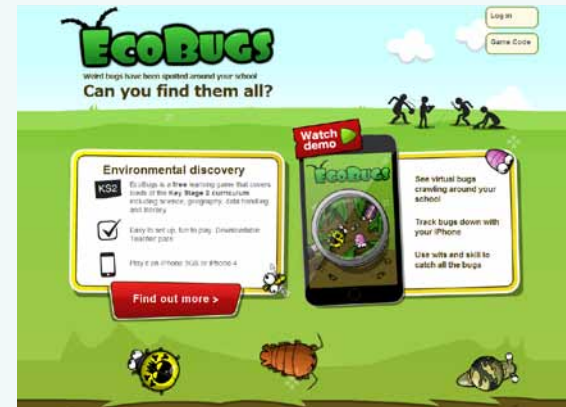 Log in
Game Code
ECOBUGS
Weird bugs have been spotted around your school
Can you find them all?
Watch
demo
Environmental discovery
KS2
EcoBugs is a free learning game that covers
loads of the Key Stage 2 curriculum
including science, geography, data handling
and literacy
Easy to set up, fun to play. Downloadable
Teacher pack
Play it on iPhone 3GS or iPhone 4
Find out more >
ECOBUGS
See virtual bugs
crawling around your
school
Track bugs down with
your iPhone
Use wits and skill to
catch all the bugs